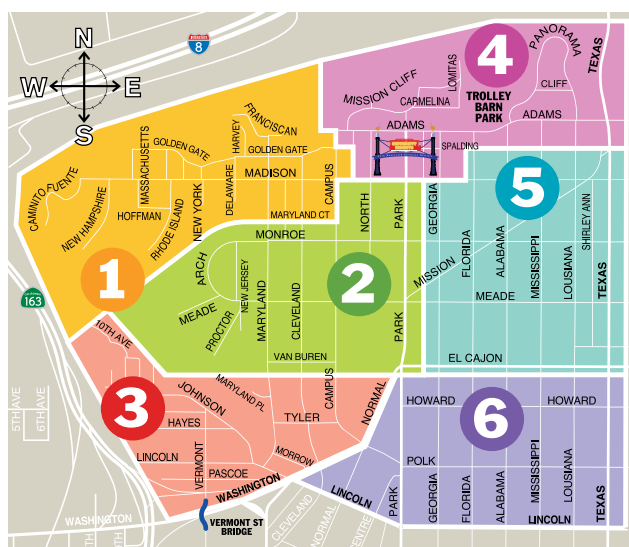 N
W
E
S
INTERSTATE
8
CALIFORNIA
163
4
PANORAMA
TEXAS
LOMITAS
MISSION CLIFF
CLIFF
CARMELINA
TROLLEY
BARN
PARK
ADAMS
ADAMS
SPALDING
FRANCISCAN
HARVEY
MASSACHUSETTS
GOLDEN GATE
GOLDEN GATE
MADISON
CAMPUS
CAMINITO FUENTE
NEW HAMPSHIRE
HOFFMAN
RHODE ISLAND
NEW YORK
DELAWARE
MARYLAND CT
1
5
GEORGIA
FLORIDA
ALABAMA
MISSISSIPPI
LOUSIANA
SHIRLEY ANN
TEXAS
MISSION
MEADE
EL CAJON
NORTH
PARK
MONROE
ARCH
2
NEW JERSEY
MARYLAND
CLEVELAND
MEADE
PROCTOR
PARK
VAN BUREN
10TH AVE
3
JOHNSON
MARYLAND PL
CAMPUS
NORMAL
HAYES
TYLER
LINCOLN
VERMONT
PASCOE
MORROW
WASHINGTON
5TH AVE
6TH AVE
WASHINGTON
VERMONT ST
BRIDGE
CLEVELAND
NORMAL
CENTRE
HOWARD
6
HOWARD
POLK
LINCOLN
PARK
GEORGIA
FLORIDA
ALABAMA
MISSISSIPPI
LOUSIANA
TEXAS
LINCOLN